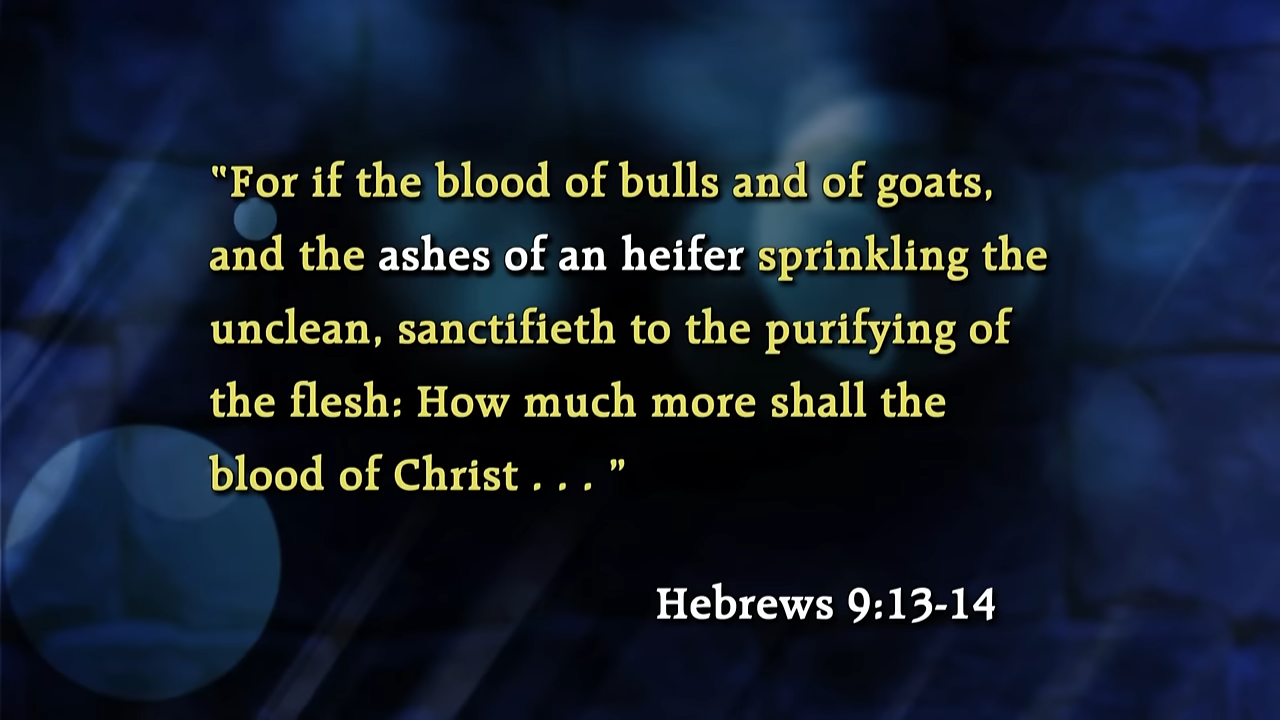 "For if the blood of bulls and of goats,
and the ashes of an heifer sprinkling the
unclean, sanctifieth to the purifying of
the flesh: How much more shall the
blood of Christ . . . ”
Hebrews 9:13-14